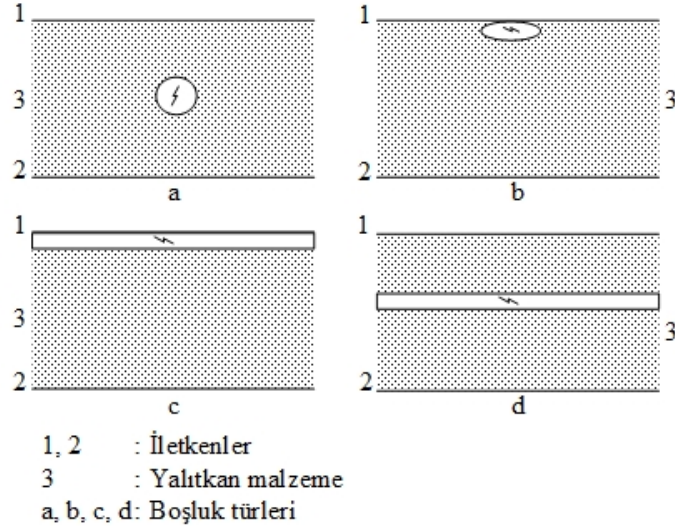 1
3
2
a
1
3
2
b
1
3
2
c
1
3
2
d
1, 2 : İletkenler
3 : Yalıtkan malzeme
a, b, c, d: Boşluk türleri